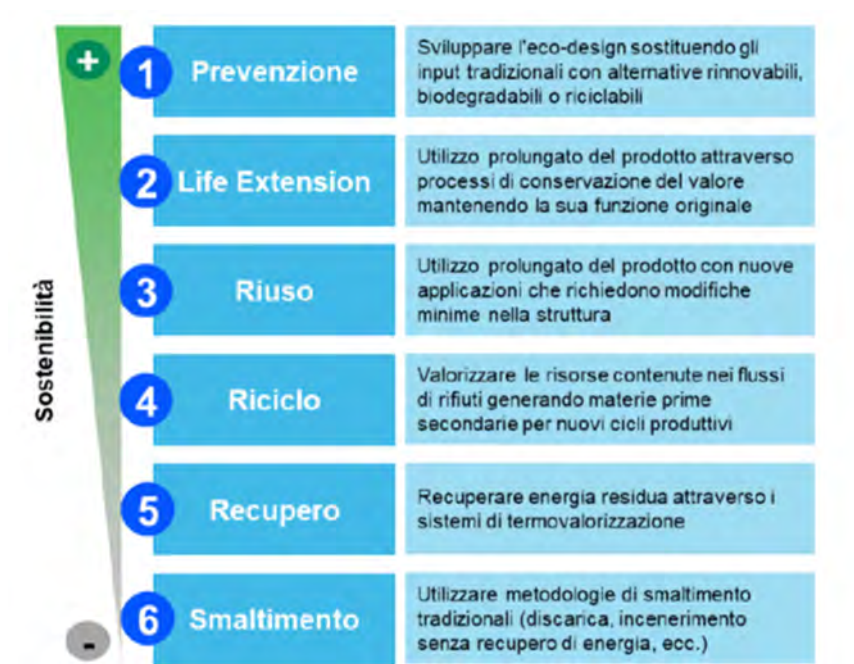 +
1
Prevenzione
Sviluppare l'eco-design sostituendo gli
input tradizionali con alternative rinnovabili,
biodegradabili o riciclabili
2
Life Extension
Utilizzo prolungato del prodotto attraverso
processi di conservazione del valore
mantenendo la sua funzione originale
3
Riuso
Utilizzo prolungato del prodotto con nuove
applicazioni che richiedono modifiche
minime nella struttura
Sostenibilità
4
Riciclo
Valorizzare le risorse contenute nei flussi
di rifiuti generando materie prime
secondarie per nuovi cicli produttivi
5
Recupero
Recuperare energia residua attraverso i
sistemi di termovalorizzazione
6
Smaltimento
Utilizzare metodologie di smaltimento
tradizionali (discarica, incenerimento
senza recupero di energia, ecc.)
-